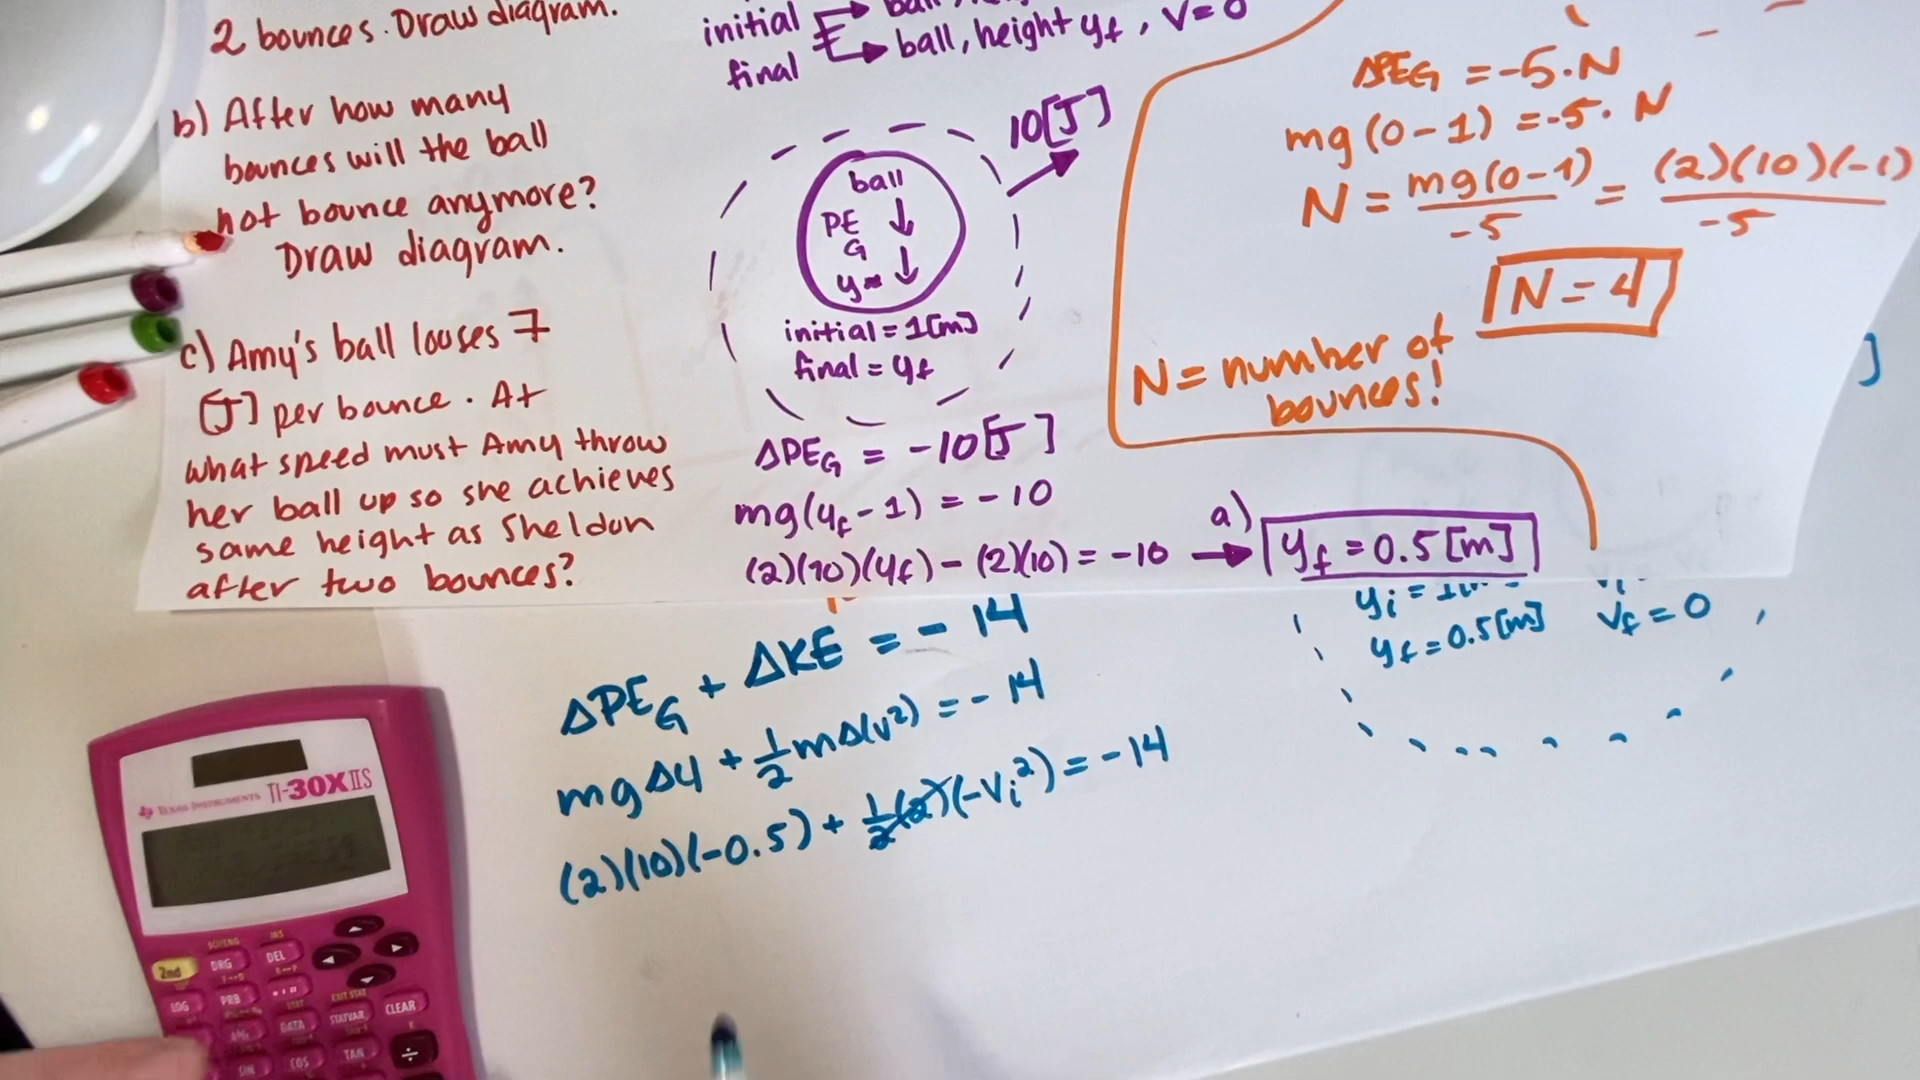 2 bounces. Draw diagram.
b) After how many
bounces will the ball
not bounce anymore?
Draw diagram.
c) Amy's ball louses 7
[J] per bounce. At
what speed must Amy throw
her ball up so she achieves
same height as Sheldon
after two bounces?
initial
final
ball, height yf, v=0
10[J]
ball
PE ↓
G
y ↓
initial = 1[m]
final = yf
ΔPEG = -10[J]
mg(yf - 1) = -10
(2)(10)(yf) - (2)(10) = -10 →
a)
yf = 0.5[m]
ΔPEG = -5·N
mg(0-1) = -5· N
N = mg(0-1)/-5 = (2)(10)(-1)/-5
N = 4
N = number of
bounces!
]
yi = 1
yf = 0.5[m]
vf = 0
ΔPEG + ΔKE = - 14
mgΔy + 1/2 mΔ(v²) = - 14
(2)(10)(-0.5) + 1/2(2)(-vi²) = -14
TEXAS INSTRUMENTS TI-30X IIS
2nd
DRG
DEL
LOG
PRB
CLEAR
DATA
STATVAR
SIN
COS
TAN
÷